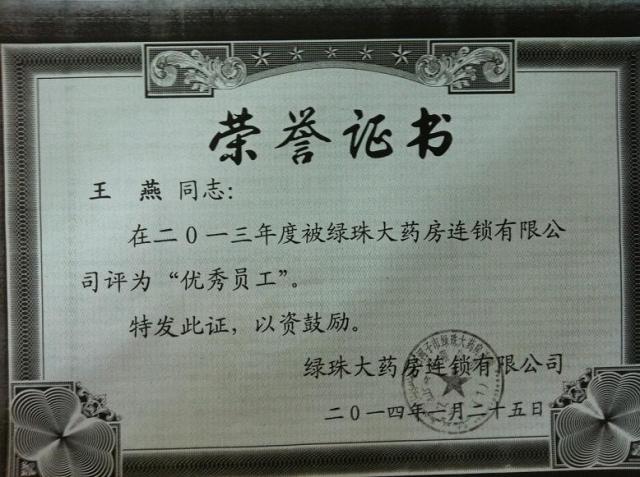 荣誉证书
王 燕 同志：
在二〇一三年度被绿珠大药房连锁有限公
司评为“优秀员工”。
特发此证，以资鼓励。
绿珠大药房连锁有限公司
二〇一四年一月二十五日